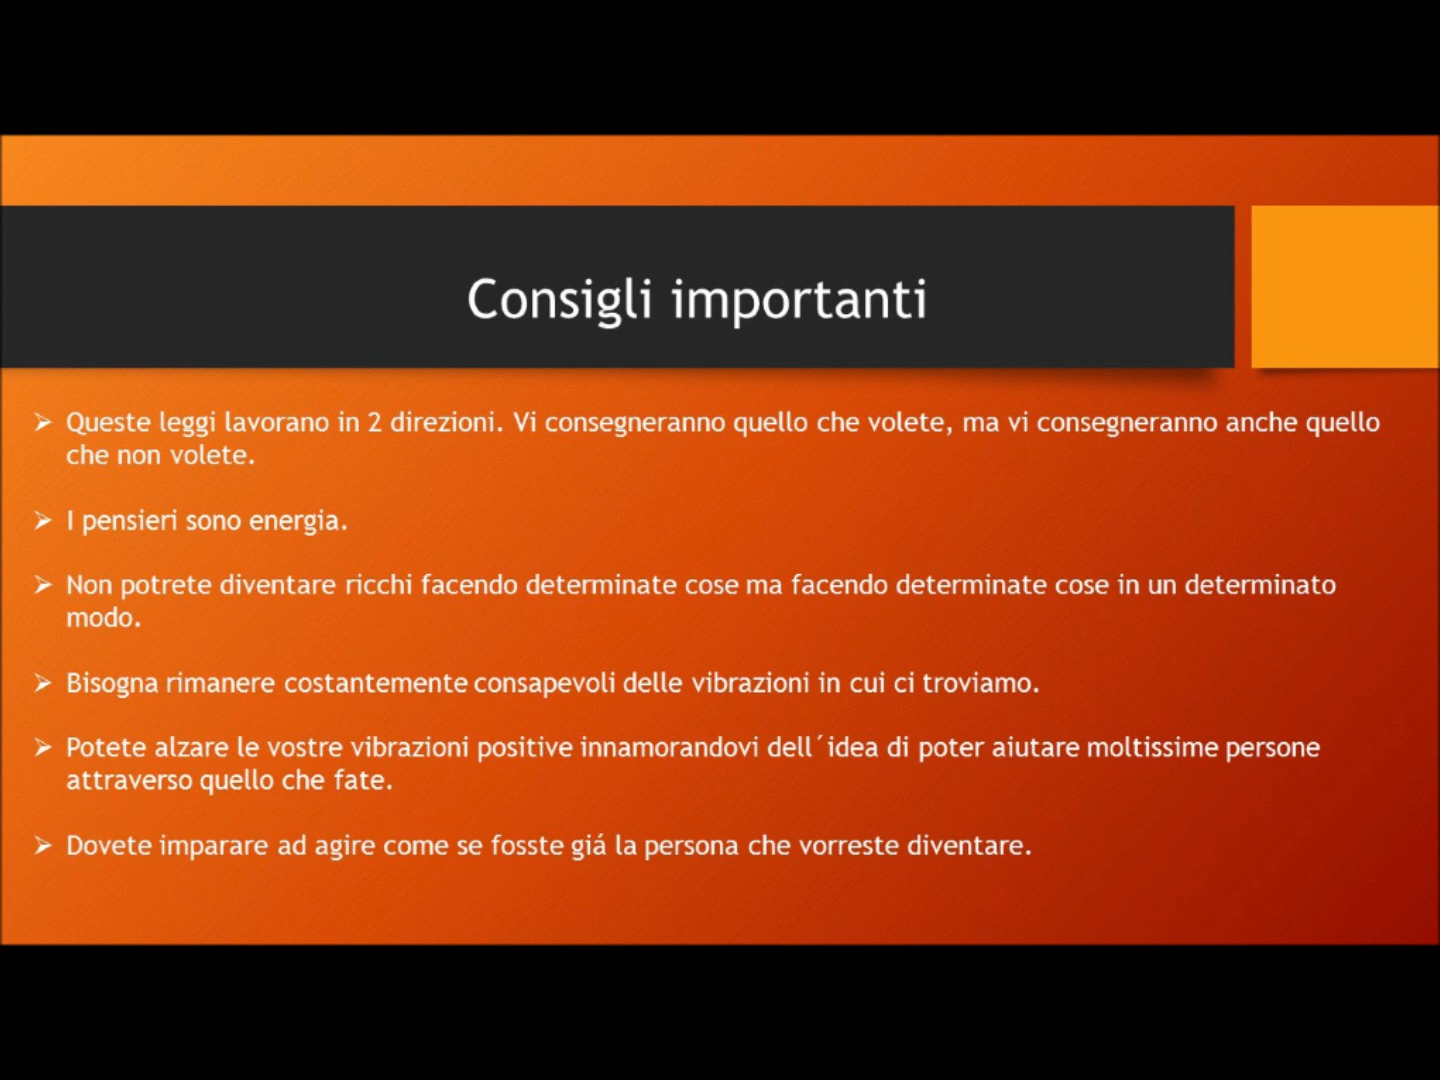 Consigli importanti
➢ Queste leggi lavorano in 2 direzioni. Vi consegneranno quello che volete, ma vi consegneranno anche quello
che non volete.
➢ I pensieri sono energia.
➢ Non potrete diventare ricchi facendo determinate cose ma facendo determinate cose in un determinato
modo.
➢ Bisogna rimanere costantemente consapevoli delle vibrazioni in cui ci troviamo.
➢ Potete alzare le vostre vibrazioni positive innamorandovi dell´idea di poter aiutare moltissime persone
attraverso quello che fate.
➢ Dovete imparare ad agire come se fosste giá la persona che vorreste diventare.